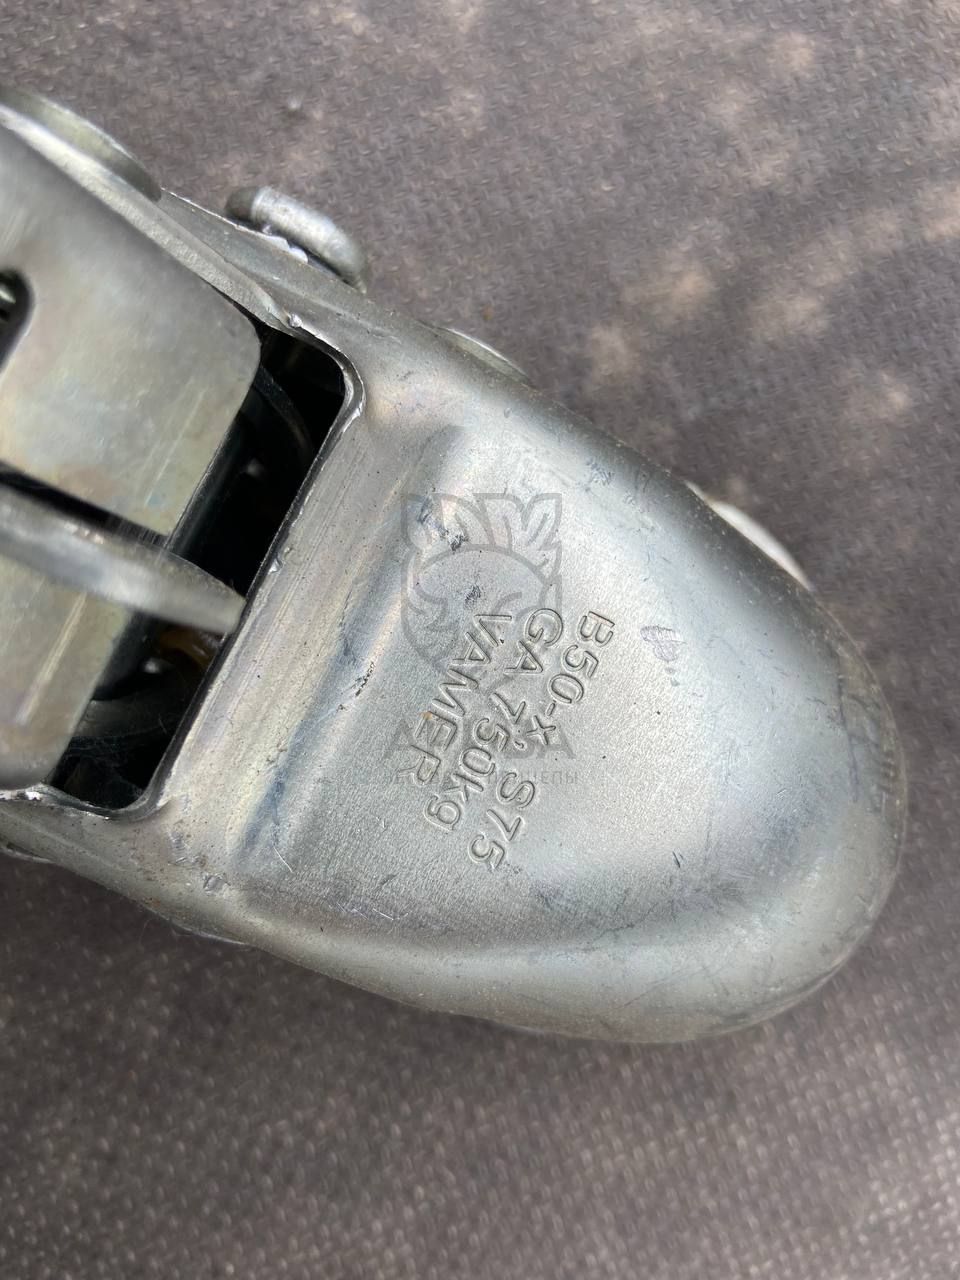 B50-X S75
GA 750kg
VAMER